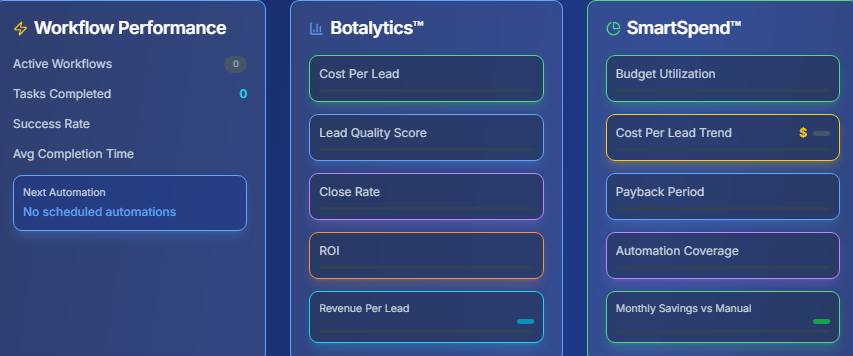 Workflow Performance
Active Workflows 0
Tasks Completed 0
Success Rate
Avg Completion Time
Next Automation
No scheduled automations
Botalytics™
Cost Per Lead
Lead Quality Score
Close Rate
ROI
Revenue Per Lead
SmartSpend™
Budget Utilization
Cost Per Lead Trend $
Payback Period
Automation Coverage
Monthly Savings vs Manual